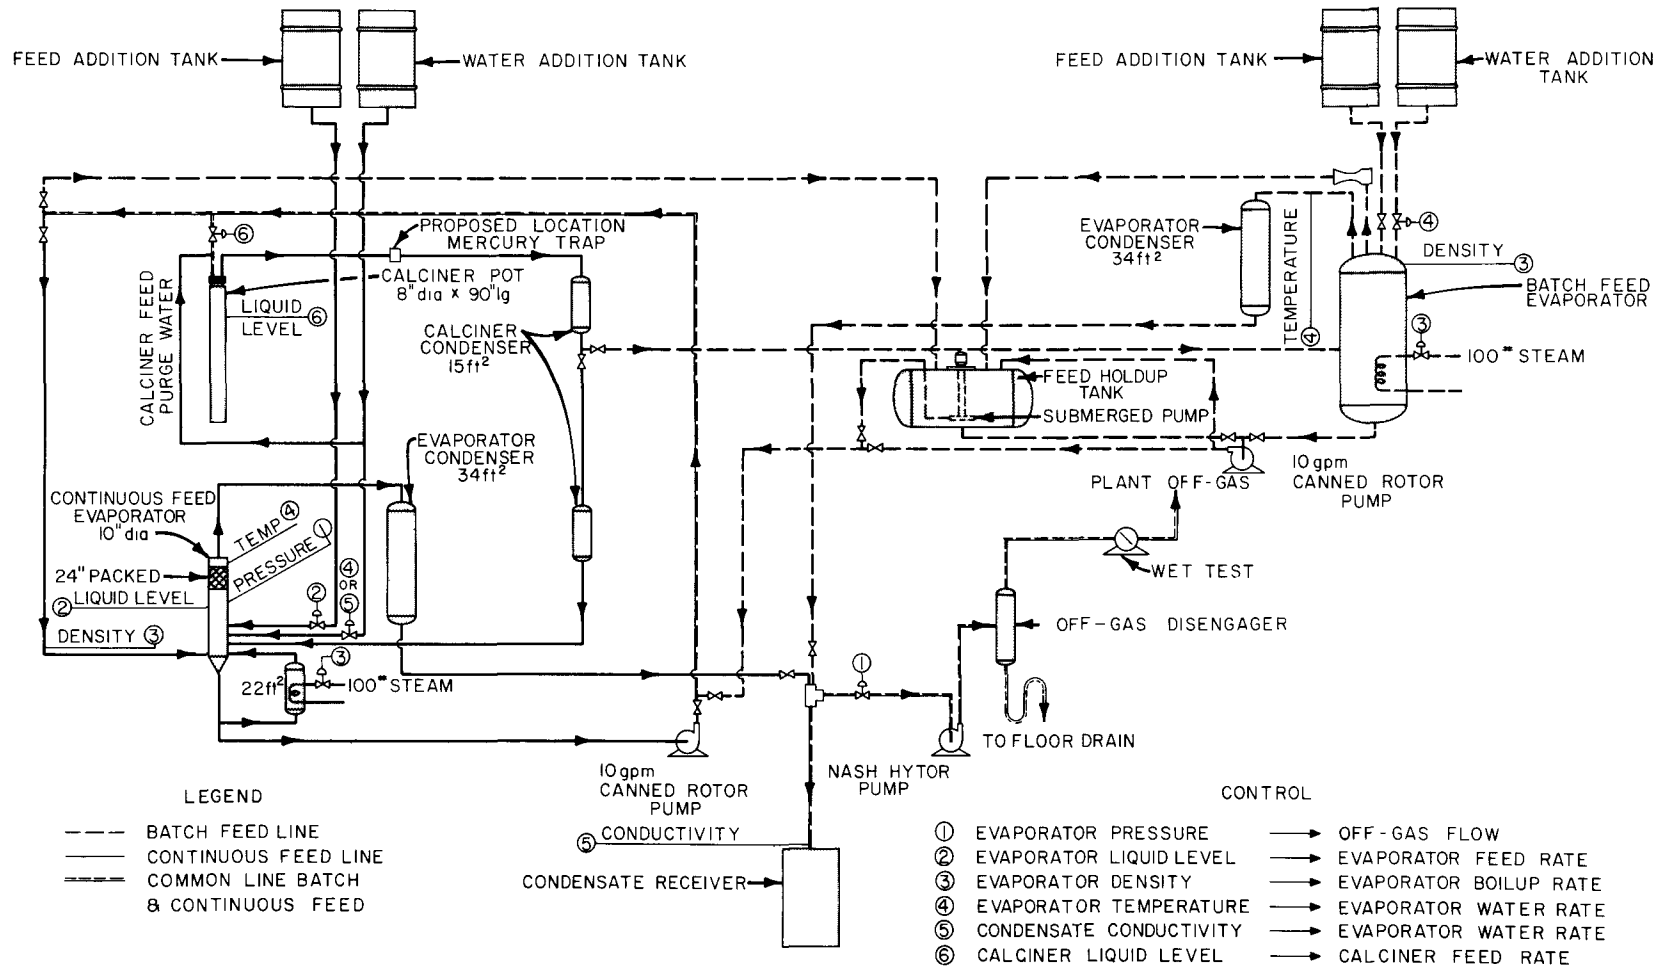 FEED ADDITION TANK
WATER ADDITION TANK
FEED ADDITION TANK
WATER ADDITION
TANK
PROPOSED LOCATION
MERCURY TRAP
⑥
CALCINER POT
8" dia x 90" lg
LIQUID
LEVEL
⑥
CALCINER FEED
PURGE WATER
CALCINER
CONDENSER
15ft²
EVAPORATOR
CONDENSER
34ft²
TEMPERATURE
④
④
DENSITY
③
BATCH FEED
EVAPORATOR
③
100# STEAM
FEED HOLDUP
TANK
SUBMERGED PUMP
EVAPORATOR
CONDENSER
34ft²
10gpm
CANNED ROTOR
PUMP
PLANT OFF-GAS
CONTINUOUS FEED
EVAPORATOR
10" dia
TEMP ④
PRESSURE ①
24" PACKED
LIQUID LEVEL
②
②
④
OR
⑤
DENSITY ③
③
22ft²
100# STEAM
WET TEST
OFF-GAS DISENGAGER
①
TO FLOOR DRAIN
10gpm
CANNED ROTOR
PUMP
NASH HYTOR
PUMP
⑤ CONDUCTIVITY
CONDENSATE RECEIVER
LEGEND
BATCH FEED LINE
CONTINUOUS FEED LINE
COMMON LINE BATCH
& CONTINUOUS FEED
CONTROL
① EVAPORATOR PRESSURE → OFF-GAS FLOW
② EVAPORATOR LIQUID LEVEL → EVAPORATOR FEED RATE
③ EVAPORATOR DENSITY → EVAPORATOR BOILUP RATE
④ EVAPORATOR TEMPERATURE → EVAPORATOR WATER RATE
⑤ CONDENSATE CONDUCTIVITY → EVAPORATOR WATER RATE
⑥ CALCINER LIQUID LEVEL → CALCINER FEED RATE